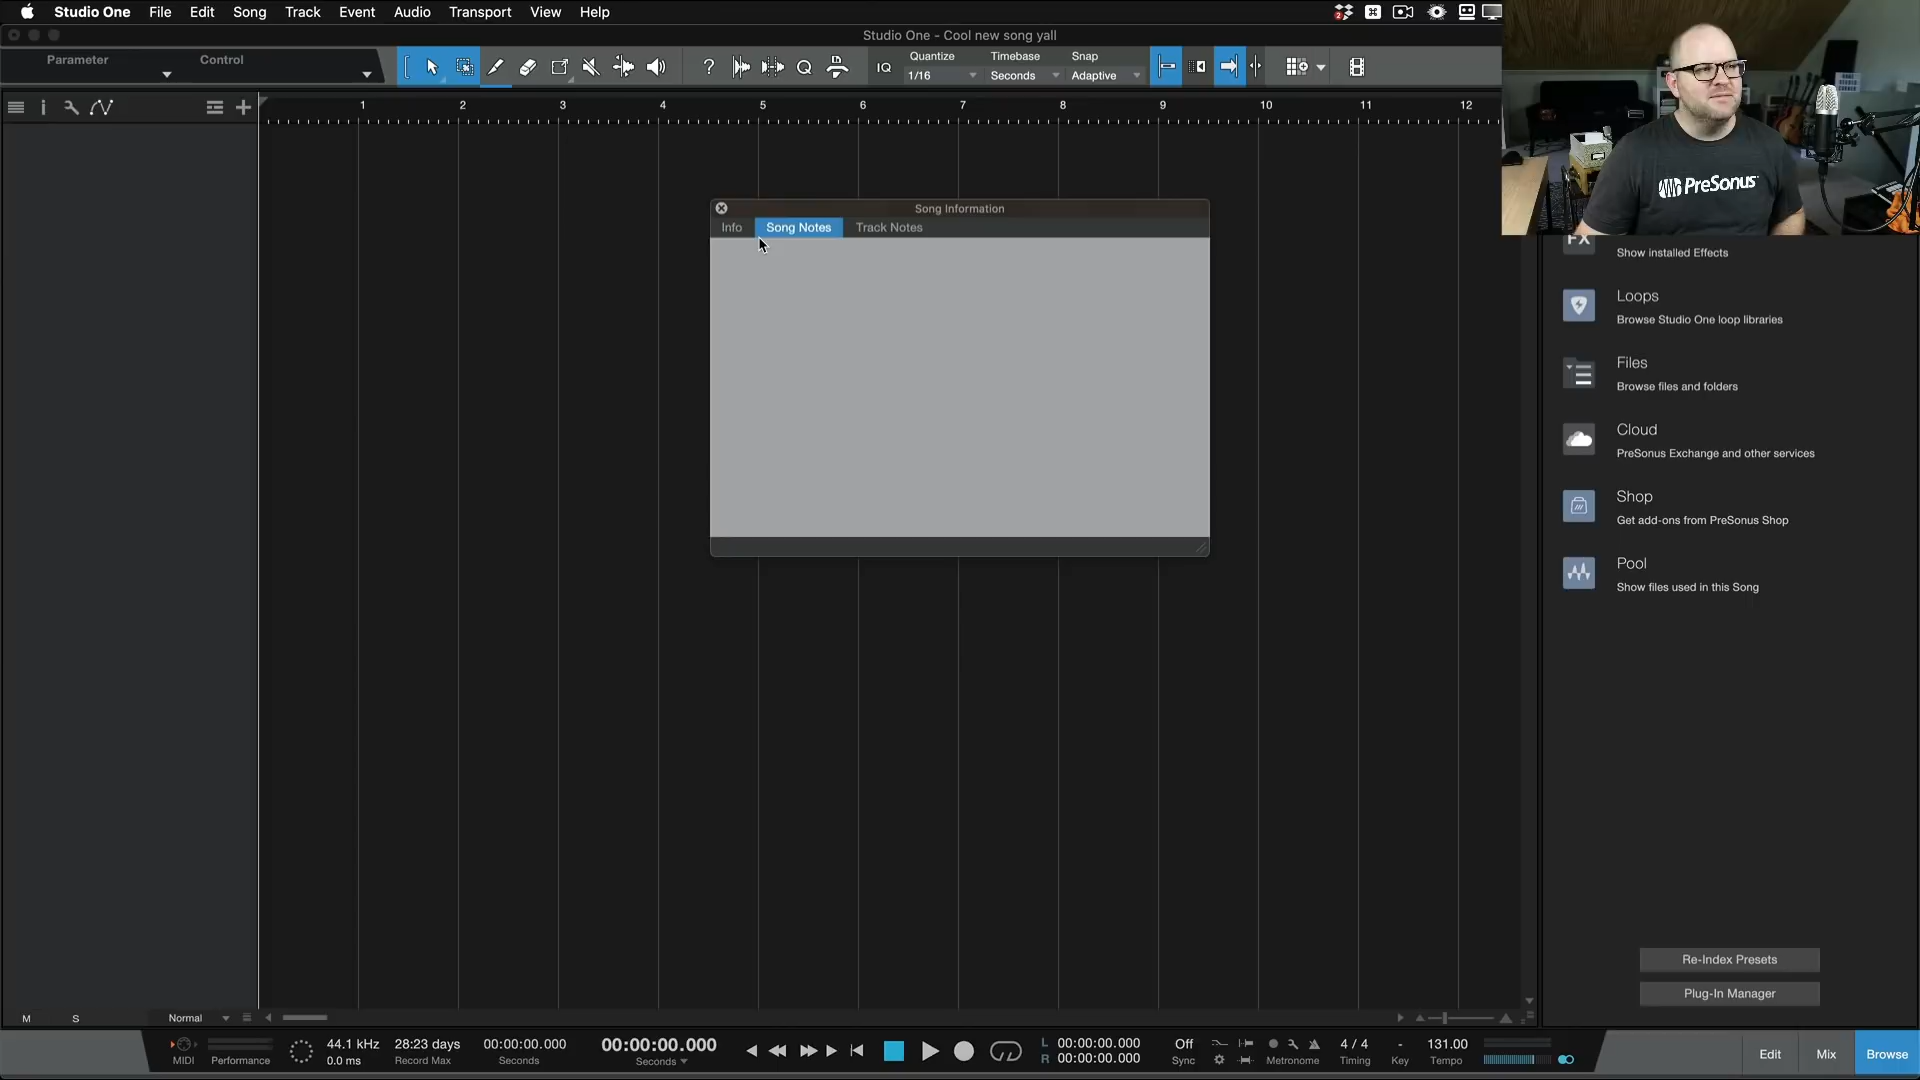 Studio One File Edit Song Track Event Audio Transport View Help
2
Studio One - Cool new song yall
Parameter Control
Quantize Timebase Snap
IQ 1/16 Seconds Adaptive
1 2 3 4 5 6 7 8 9 10 11 12
PreSonus
Song Information
Info Song Notes Track Notes
FX
Show installed Effects
Loops
Browse Studio One loop libraries
Files
Browse files and folders
Cloud
PreSonus Exchange and other services
Shop
Get add-ons from PreSonus Shop
Pool
Show files used in this Song
Re-Index Presets
Plug-In Manager
M S Normal
44.1 kHz 28:23 days 00:00:00.000 00:00:00.000 L 00:00:00.000 Off 4 / 4 - 131.00
MIDI Performance 0.0 ms Record Max Seconds Seconds R 00:00:00.000 Sync Metronome Timing Key Tempo
Edit Mix Browse